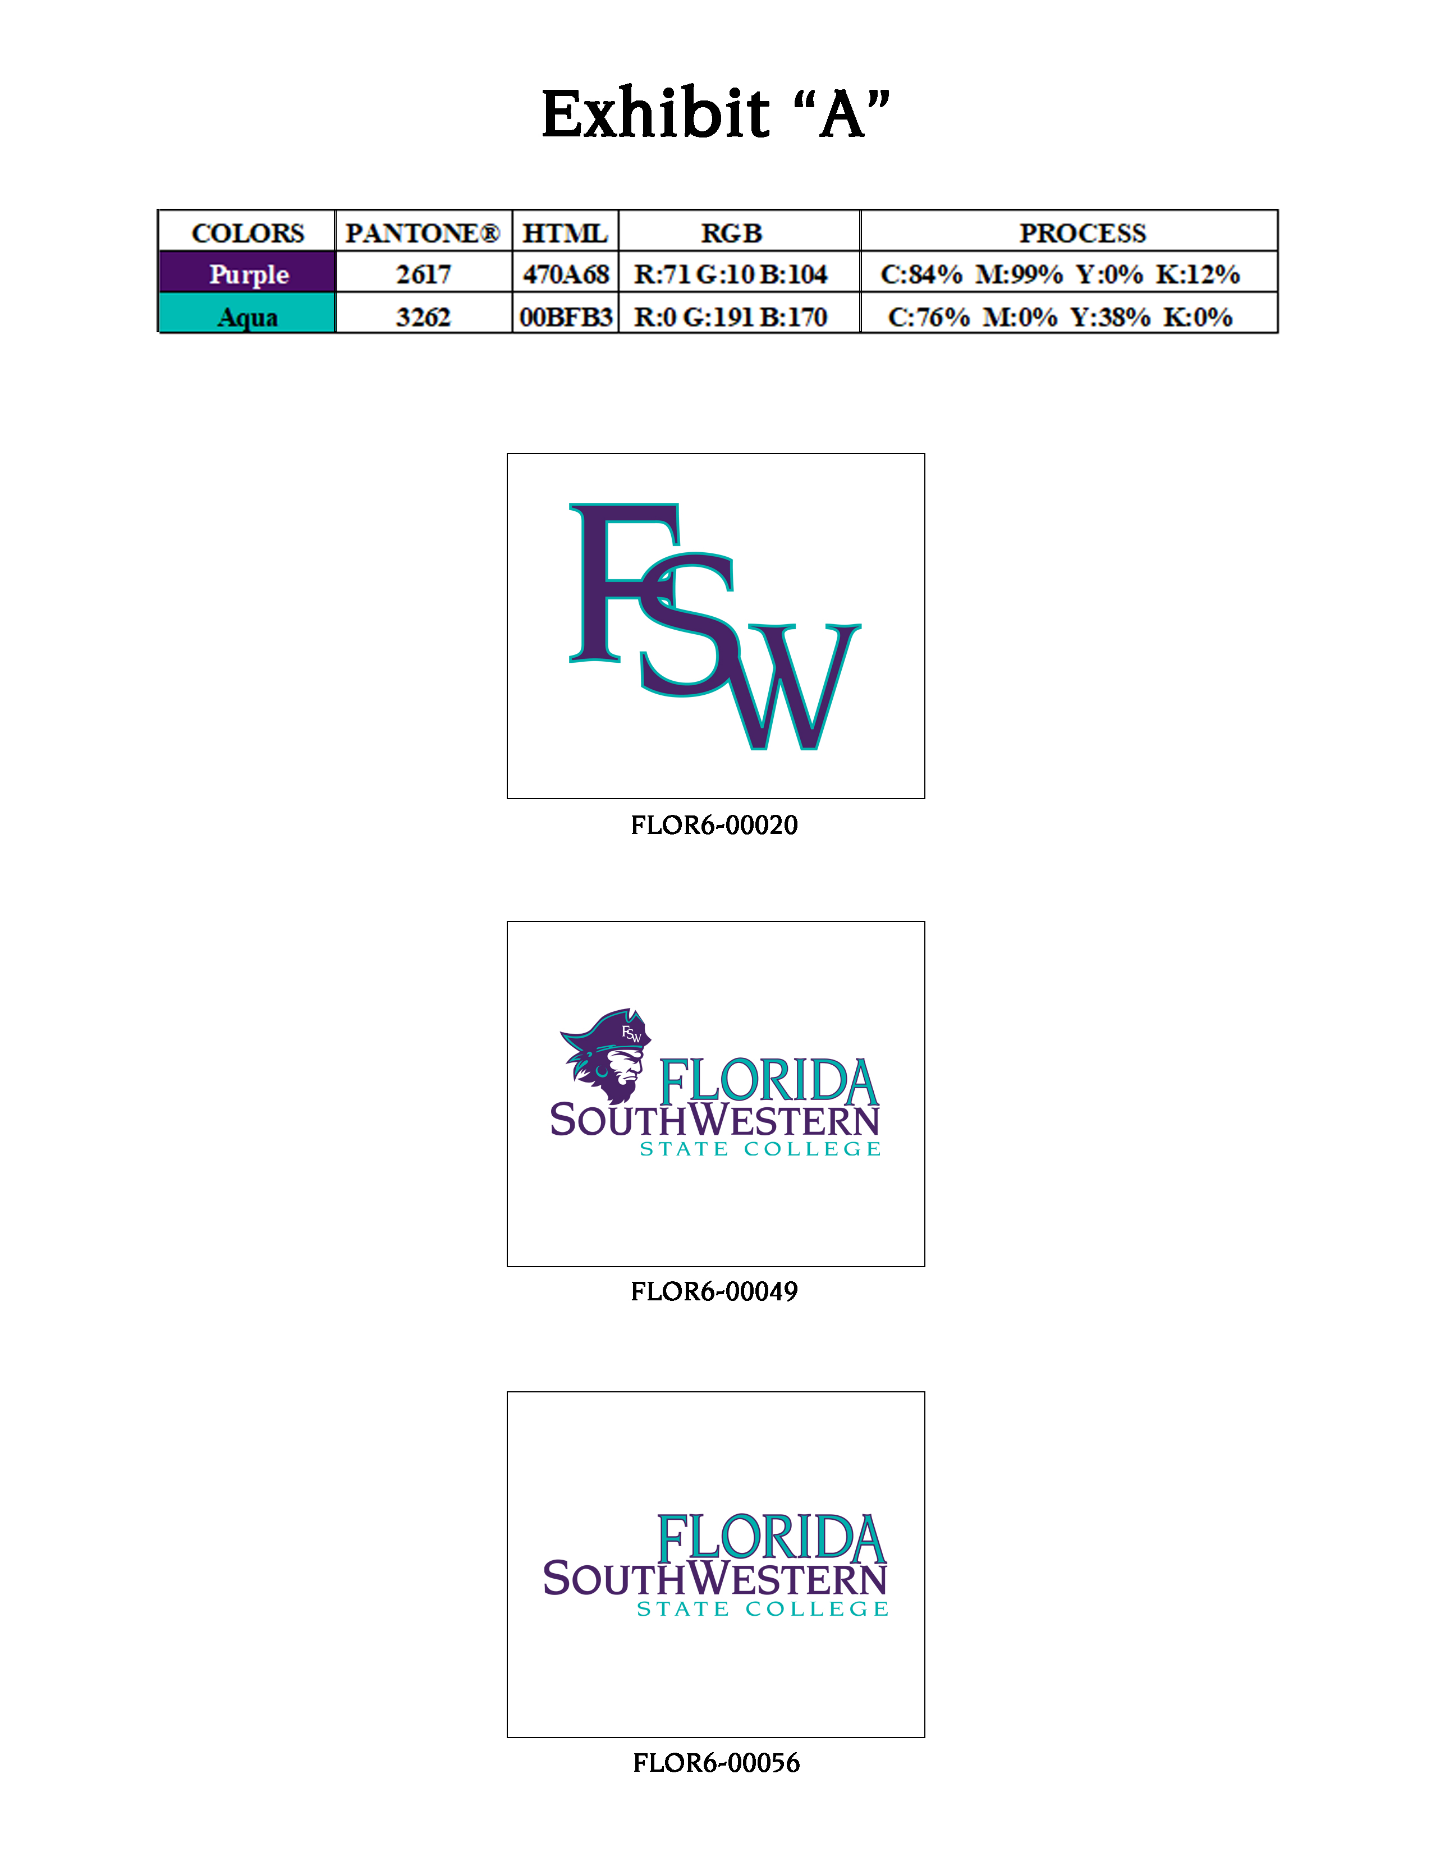 Exhibit “A”
COLORS PANTONE® HTML RGB PROCESS
Purple 2617 470A68 R:71 G:10 B:104 C:84% M:99% Y:0% K:12%
Aqua 3262 00BFB3 R:0 G:191 B:170 C:76% M:0% Y:38% K:0%
FSW
FLOR6-00020
FSW
FLORIDA
SOUTHWESTERN
STATE COLLEGE
FLOR6-00049
FLORIDA
SOUTHWESTERN
STATE COLLEGE
FLOR6-00056